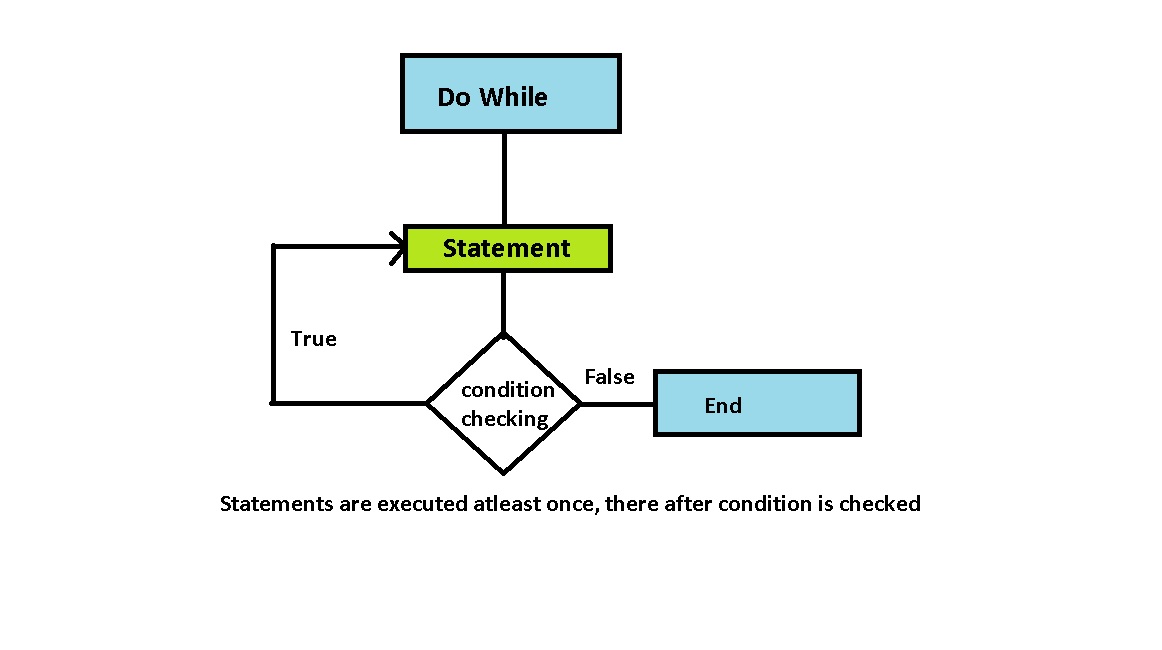 Do While
Statement
True
condition
checking
False
End
Statements are executed atleast once, there after condition is checked